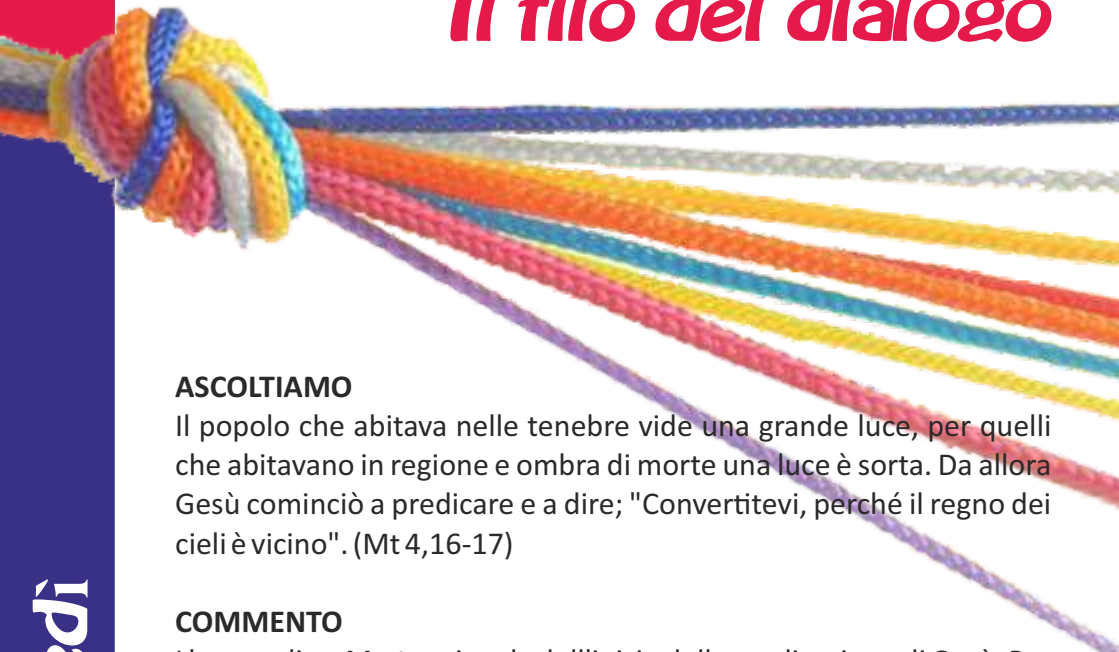 Il filo del dialogo
ASCOLTIAMO
Il popolo che abitava nelle tenebre vide una grande luce, per quelli
che abitavano in regione e ombra di morte una luce è sorta. Da allora
Gesù cominciò a predicare e a dire; "Convertitevi, perché il regno dei
cieli è vicino". (Mt 4,16-17)
COMMENTO